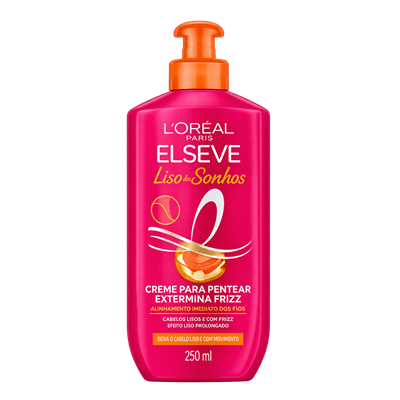 L'ORÉAL
PARIS
ELSEVE
Liso dos Sonhos
CREME PARA PENTEAR
EXTERMINA FRIZZ
ALINHAMENTO IMEDIATO DOS FIOS
CABELOS LISOS E COM FRIZZ
EFEITO LISO PROLONGADO
DEIXA O CABELO LISO E COM MOVIMENTO
250 ml